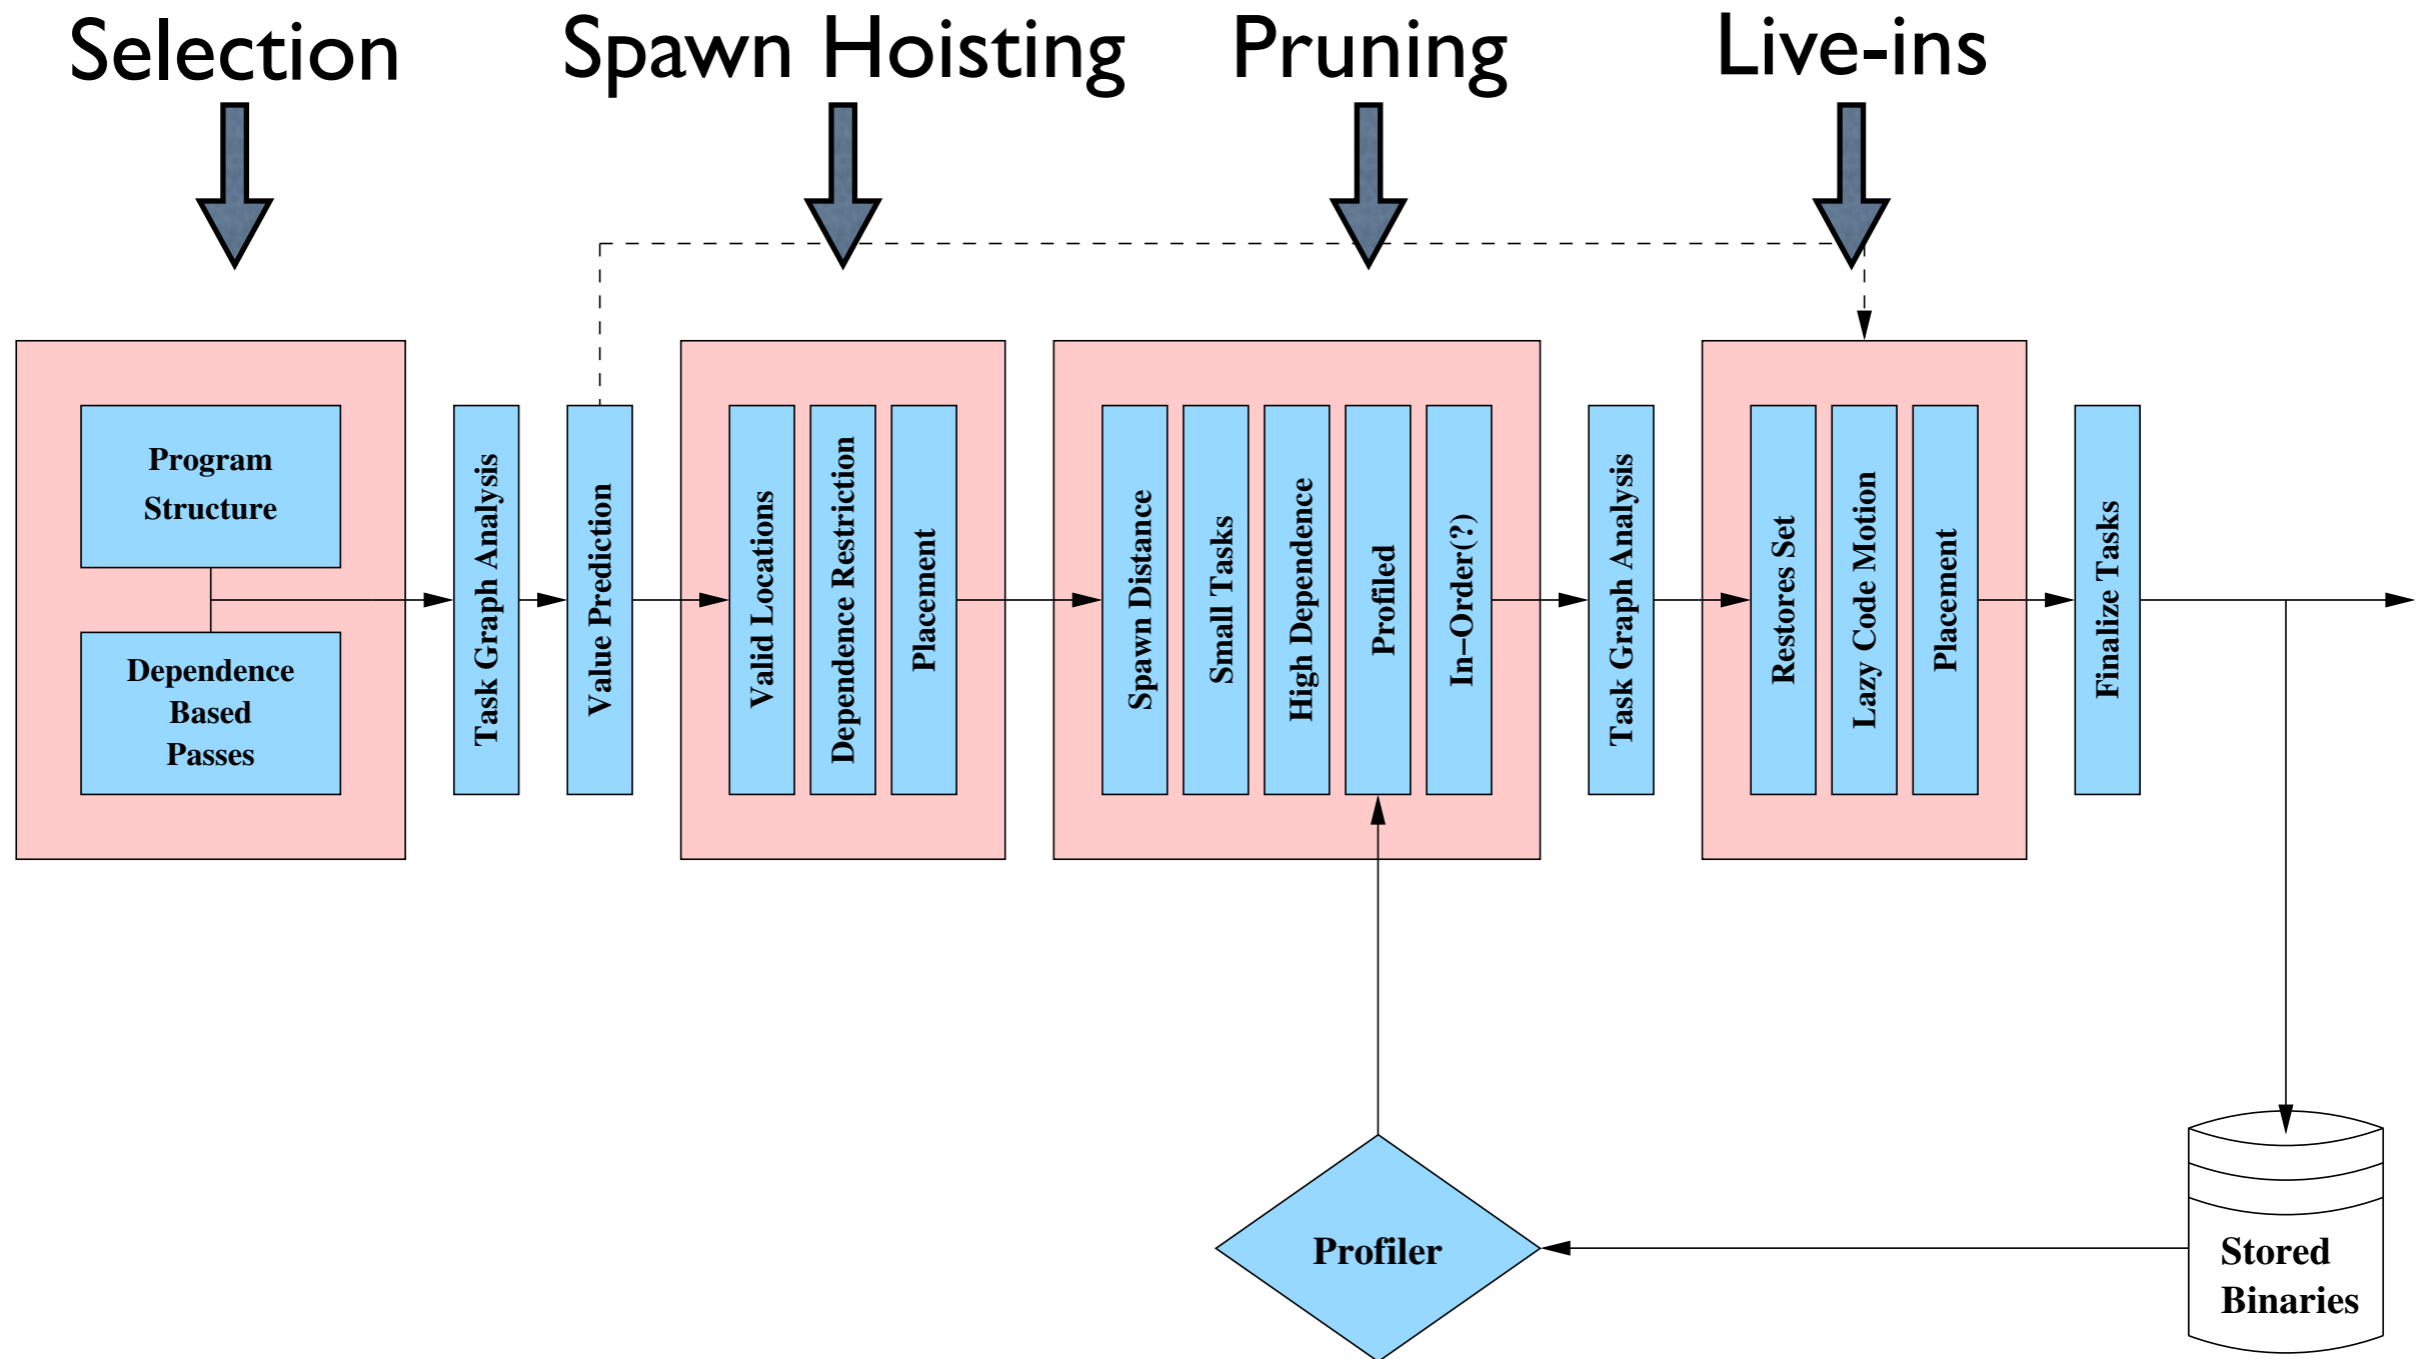 Selection
Spawn Hoisting
Pruning
Live-ins
Program
Structure
Dependence
Based
Passes
Task Graph Analysis
Value Prediction
Valid Locations
Dependence Restriction
Placement
Spawn Distance
Small Tasks
High Dependence
Profiled
In–Order(?)
Task Graph Analysis
Restores Set
Lazy Code Motion
Placement
Finalize Tasks
Profiler
Stored
Binaries